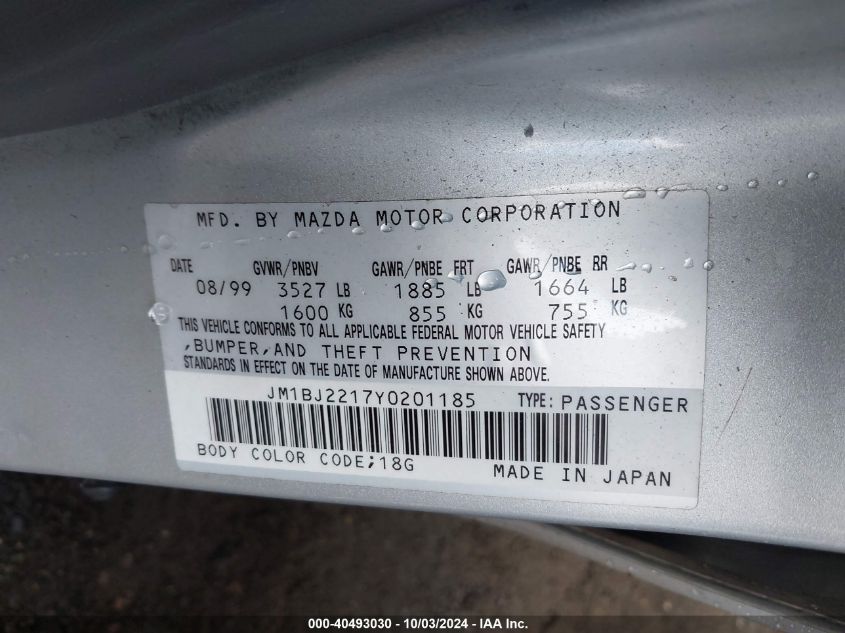 MFD. BY MAZDA MOTOR CORPORATION
DATE GVWR/PNBV GAWR/PNBE FRT GAWR/PNBE RR
08/99 3527 LB 1885 LB 1664 LB
1600 KG 855 KG 755 KG
THIS VEHICLE CONFORMS TO ALL APPLICABLE FEDERAL MOTOR VEHICLE SAFETY
,BUMPER,AND THEFT PREVENTION
STANDARDS IN EFFECT ON THE DATE OF MANUFACTURE SHOWN ABOVE.
JM1BJ2217Y0201185 TYPE: PASSENGER
BODY COLOR CODE;18G MADE IN JAPAN
000-40493030 - 10/03/2024 - IAA Inc.